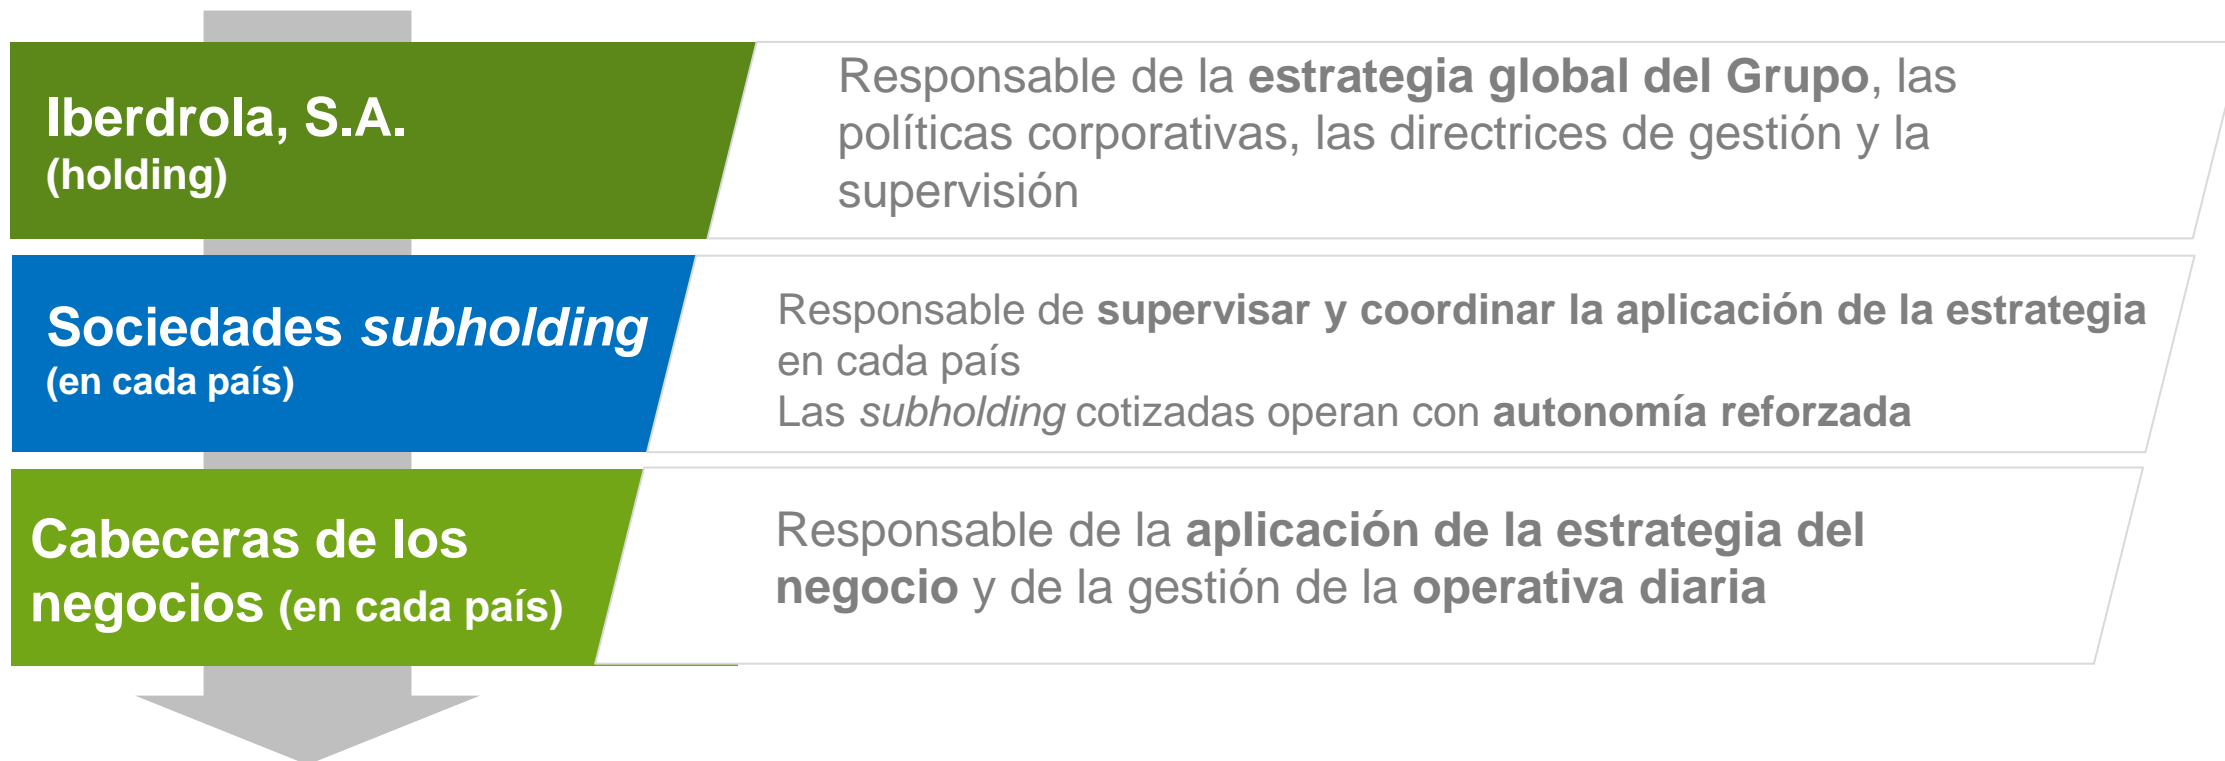 Iberdrola, S.A.
(holding)
Responsable de la estrategia global del Grupo, las
políticas corporativas, las directrices de gestión y la
supervisión
Sociedades subholding
(en cada país)
Responsable de supervisar y coordinar la aplicación de la estrategia
en cada país
Las subholding cotizadas operan con autonomía reforzada
Cabeceras de los
negocios (en cada país)
Responsable de la aplicación de la estrategia del
negocio y de la gestión de la operativa diaria